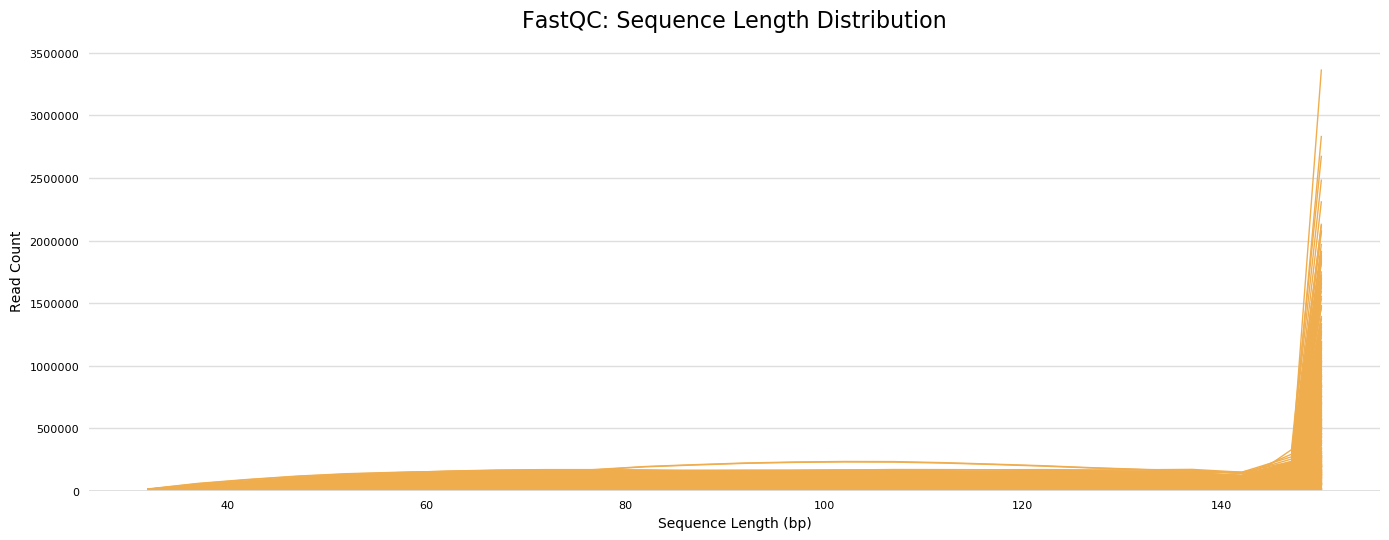 FastQC: Sequence Length Distribution
3500000
3000000
2500000
2000000
1500000
1000000
500000
0
Read Count
40 60 80 100 120 140
Sequence Length (bp)